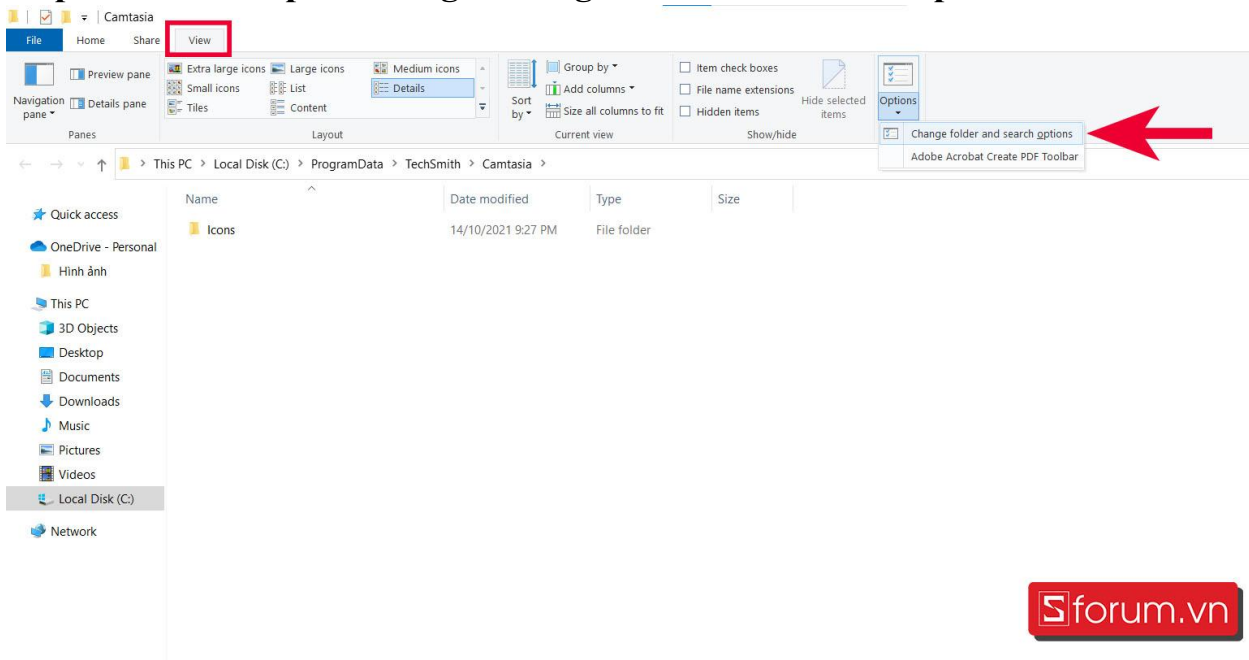 Camtasia
File Home Share View
Navigation pane
Preview pane
Details pane
Panes
Extra large icons Large icons Medium icons
Small icons List Details
Tiles Content
Layout
Sort by
Group by
Add columns
Size all columns to fit
Current view
Item check boxes
File name extensions
Hidden items
Hide selected items
Show/hide
Options
Change folder and search options
Adobe Acrobat Create PDF Toolbar
This PC > Local Disk (C:) > ProgramData > TechSmith > Camtasia >
Name Date modified Type Size
Icons 14/10/2021 9:27 PM File folder
Quick access
OneDrive - Personal
Hình ảnh
This PC
3D Objects
Desktop
Documents
Downloads
Music
Pictures
Videos
Local Disk (C:)
Network
Sforum.vn